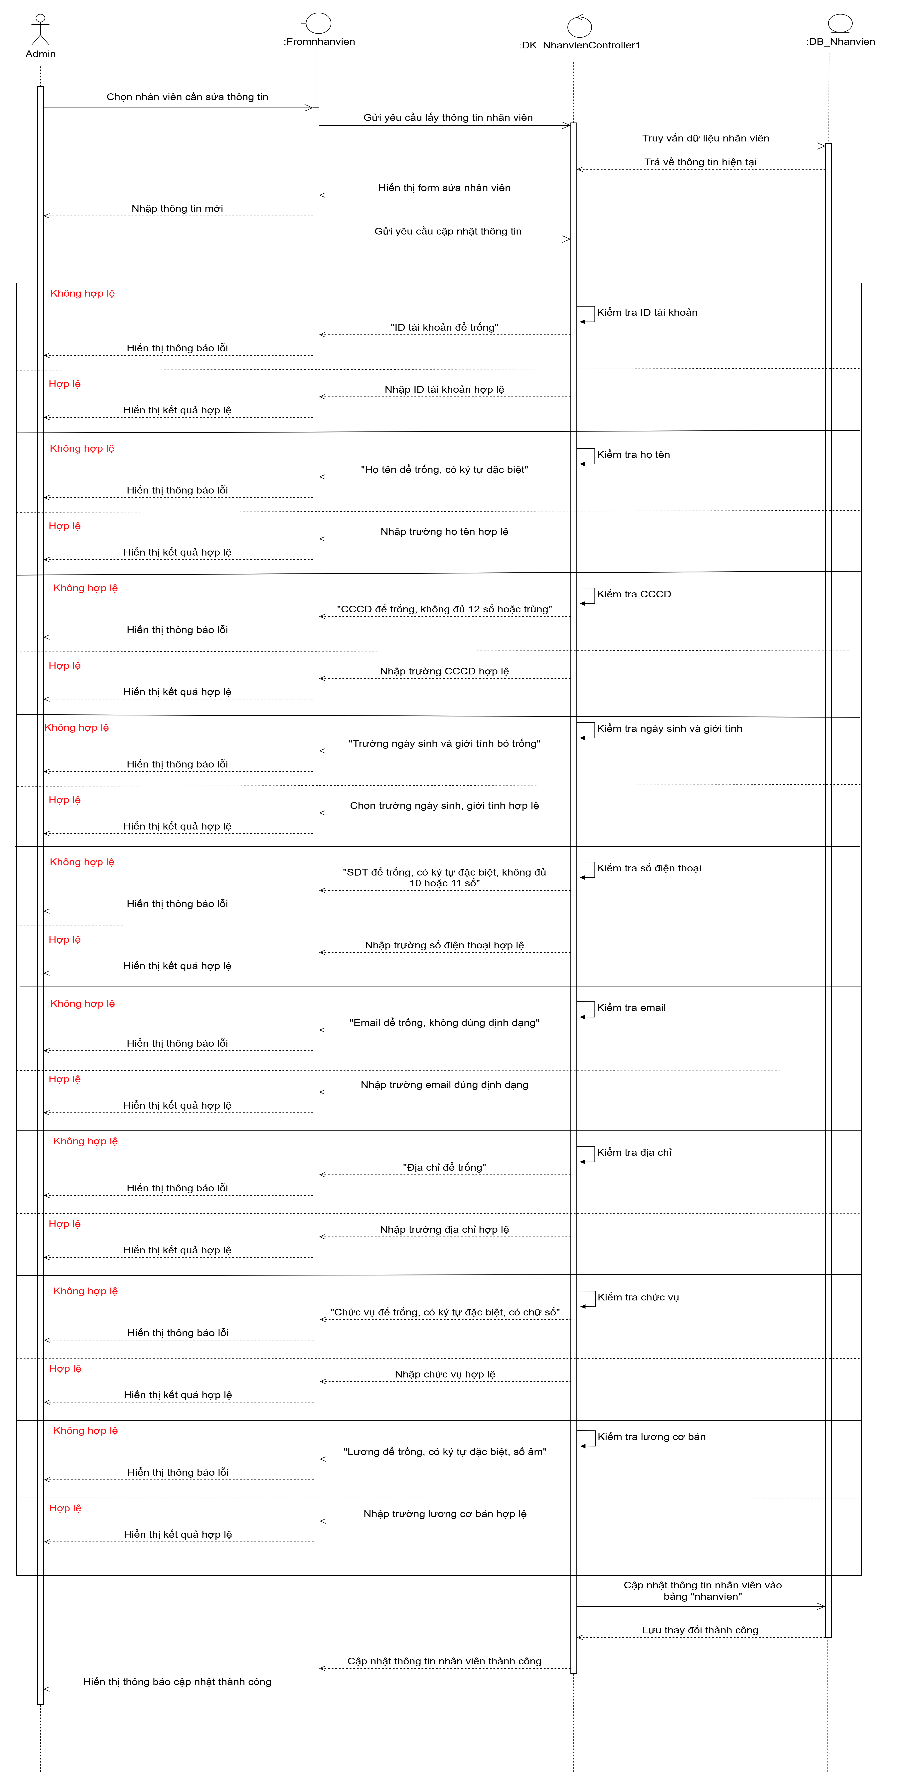 Admin
:Fromnhanvien
:DK_NhanvienController1
:DB_Nhanvien
Chọn nhân viên cần sửa thông tin
Gửi yêu cầu lấy thông tin nhân viên
Truy vấn dữ liệu nhân viên
Trả về thông tin hiện tại
Hiển thị form sửa nhân viên
Nhập thông tin mới
Gửi yêu cầu cập nhật thông tin
Không hợp lệ
Kiểm tra ID tài khoản
"ID tài khoản để trống"
Hiển thị thông báo lỗi
Hợp lệ
Nhập ID tài khoản hợp lệ
Hiển thị kết quả hợp lệ
Không hợp lệ
Kiểm tra họ tên
"Họ tên để trống, có ký tự đặc biệt"
Hiển thị thông báo lỗi
Hợp lệ
Nhập trường họ tên hợp lệ
Hiển thị kết quả hợp lệ
Không hợp lệ
Kiểm tra CCCD
"CCCD để trống, không đủ 12 số hoặc trùng"
Hiển thị thông báo lỗi
Hợp lệ
Nhập trường CCCD hợp lệ
Hiển thị kết quả hợp lệ
Không hợp lệ
Kiểm tra ngày sinh và giới tính
"Trường ngày sinh và giới tính bỏ trống"
Hiển thị thông báo lỗi
Hợp lệ
Chọn trường ngày sinh, giới tính hợp lệ
Hiển thị kết quả hợp lệ
Không hợp lệ
Kiểm tra số điện thoại
"SDT để trống, có ký tự đặc biệt, không đủ
10 hoặc 11 số"
Hiển thị thông báo lỗi
Hợp lệ
Nhập trường số điện thoại hợp lệ
Hiển thị kết quả hợp lệ
Không hợp lệ
Kiểm tra email
"Email để trống, không đúng định dạng"
Hiển thị thông báo lỗi
Hợp lệ
Nhập trường email đúng định dạng
Hiển thị kết quả hợp lệ
Không hợp lệ
Kiểm tra địa chỉ
"Địa chỉ để trống"
Hiển thị thông báo lỗi
Hợp lệ
Nhập trường địa chỉ hợp lệ
Hiển thị kết quả hợp lệ
Không hợp lệ
Kiểm tra chức vụ
"Chức vụ để trống, có ký tự đặc biệt, có chữ số"
Hiển thị thông báo lỗi
Hợp lệ
Nhập chức vụ hợp lệ
Hiển thị kết quả hợp lệ
Không hợp lệ
Kiểm tra lương cơ bản
"Lương để trống, có ký tự đặc biệt, số âm"
Hiển thị thông báo lỗi
Hợp lệ
Nhập trường lương cơ bản hợp lệ
Hiển thị kết quả hợp lệ
Cập nhật thông tin nhân viên vào
bảng "nhanvien"
Lưu thay đổi thành công
Cập nhật thông tin nhân viên thành công
Hiển thị thông báo cập nhật thành công